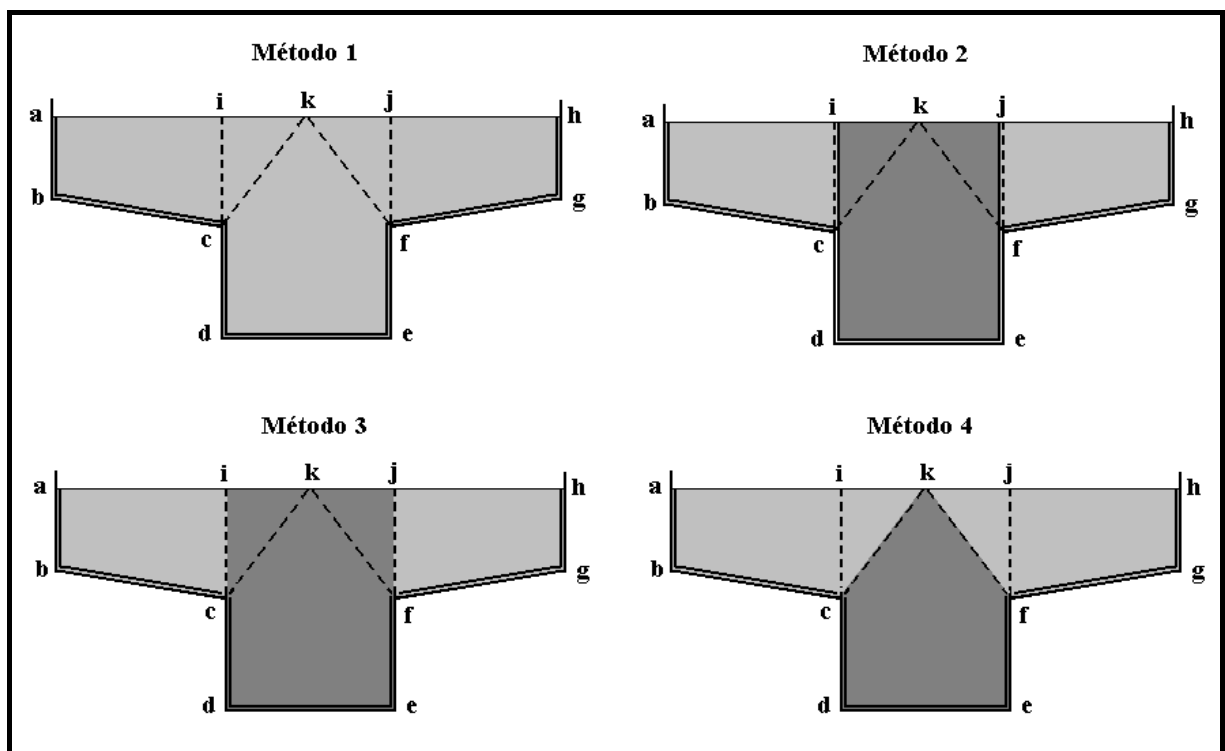 Método 1
a i k j h
b g
c f
d e
Método 2
a i k j h
b g
c f
d e
Método 3
a i k j h
b g
c f
d e
Método 4
a i k j h
b g
c f
d e